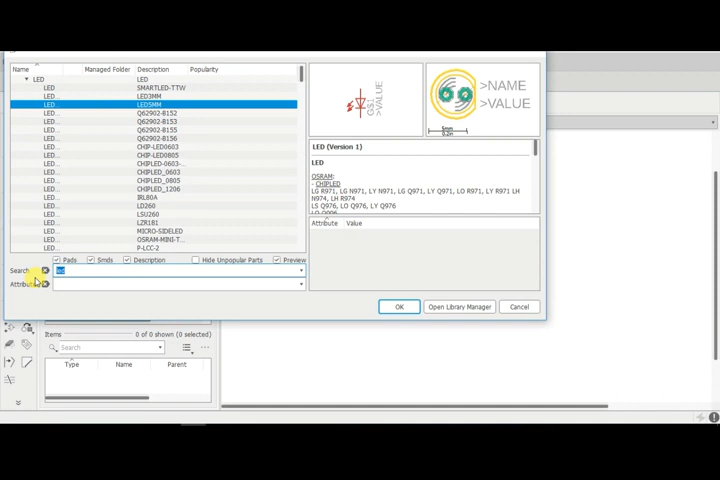 Name Managed Folder Description Popularity
LED LED
LED... SMARTLED-TTW
LED... LED3MM
LED... LED5MM
LED... Q62902-B152
LED... Q62902-B153
LED... Q62902-B155
LED... Q62902-B156
LED... CHIP-LED0603
LED... CHIP-LED0805
LED... CHIPLED-0603-...
LED... CHIPLED_0603
LED... CHIPLED_0805
LED... CHIPLED_1206
LED... IRL80A
LED... LD260
LED... LSU260
LED... LZR181
LED... MICRO-SIDELED
LED... OSRAM-MINI-T...
LED... P-LCC-2
GS1
>VALUE
>NAME
>VALUE
5mm
0.2in
LED (Version 1)
LED
OSRAM:
- CHIPLED
LG R971, LG N971, LY N971, LG Q971, LY Q971, LO R971, LY R971 LH
N974, LH R974
LS Q976, LO Q976, LY Q976
LO Q996
Attribute Value
Pads Smds Description Hide Unpopular Parts Preview
Search led
Attributes
OK Open Library Manager Cancel
Items 0 of 0 shown (0 selected)
Search
Type Name Parent